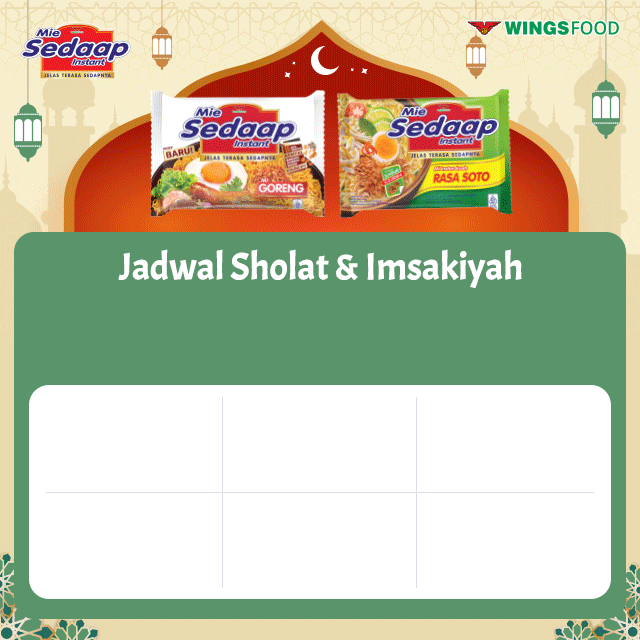 Mie
Sedaap
Instant
JELAS TERASA SEDAPNYA
WINGSFOOD
Mie
Sedaap
Instant
JELAS TERASA SEDAPNYA
BARU!
GORENG
Mie
Sedaap
Instant
JELAS TERASA SEDAPNYA
RASA SOTO
Jadwal Sholat & Imsakiyah